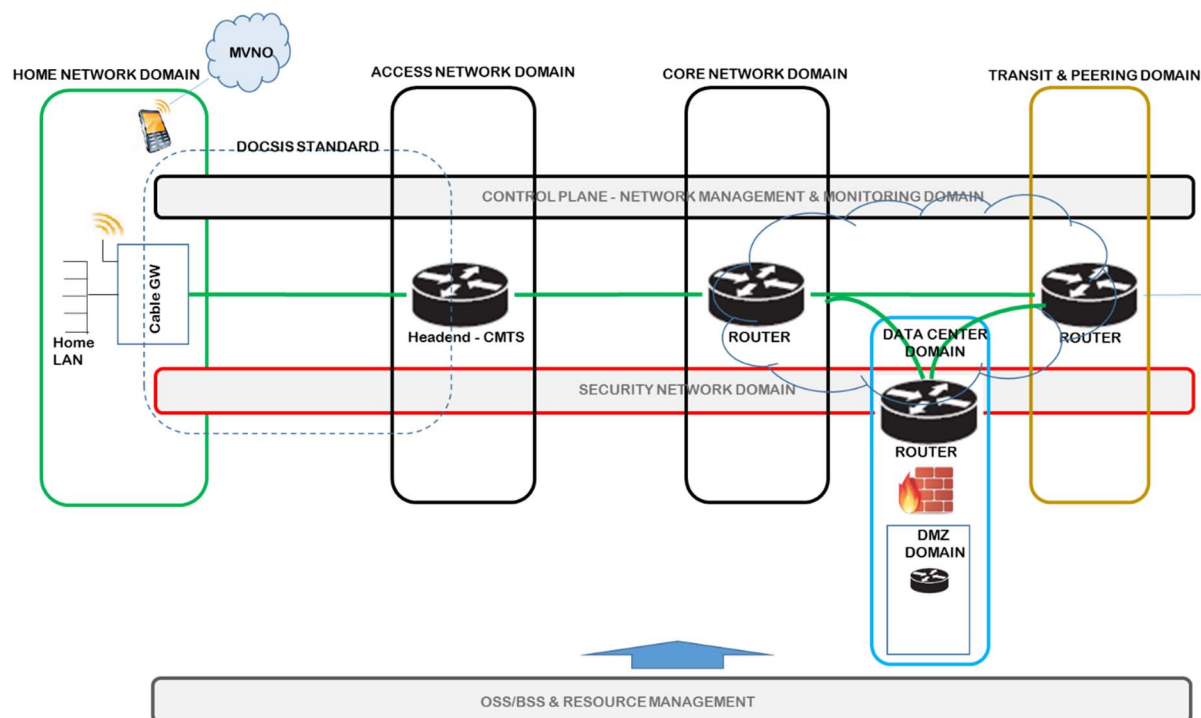 MVNO
HOME NETWORK DOMAIN
ACCESS NETWORK DOMAIN
CORE NETWORK DOMAIN
TRANSIT & PEERING DOMAIN
DOCSIS STANDARD
CONTROL PLANE - NETWORK MANAGEMENT & MONITORING DOMAIN
Cable GW
Home
LAN
Headend - CMTS
ROUTER
DATA CENTER
DOMAIN
ROUTER
SECURITY NETWORK DOMAIN
ROUTER
DMZ
DOMAIN
OSS/BSS & RESOURCE MANAGEMENT